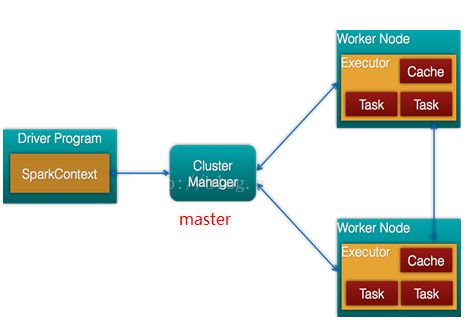 Driver Program
SparkContext
Cluster
Manager
master
Worker Node
Executor
Cache
Task
Task
Worker Node
Executor
Cache
Task
Task